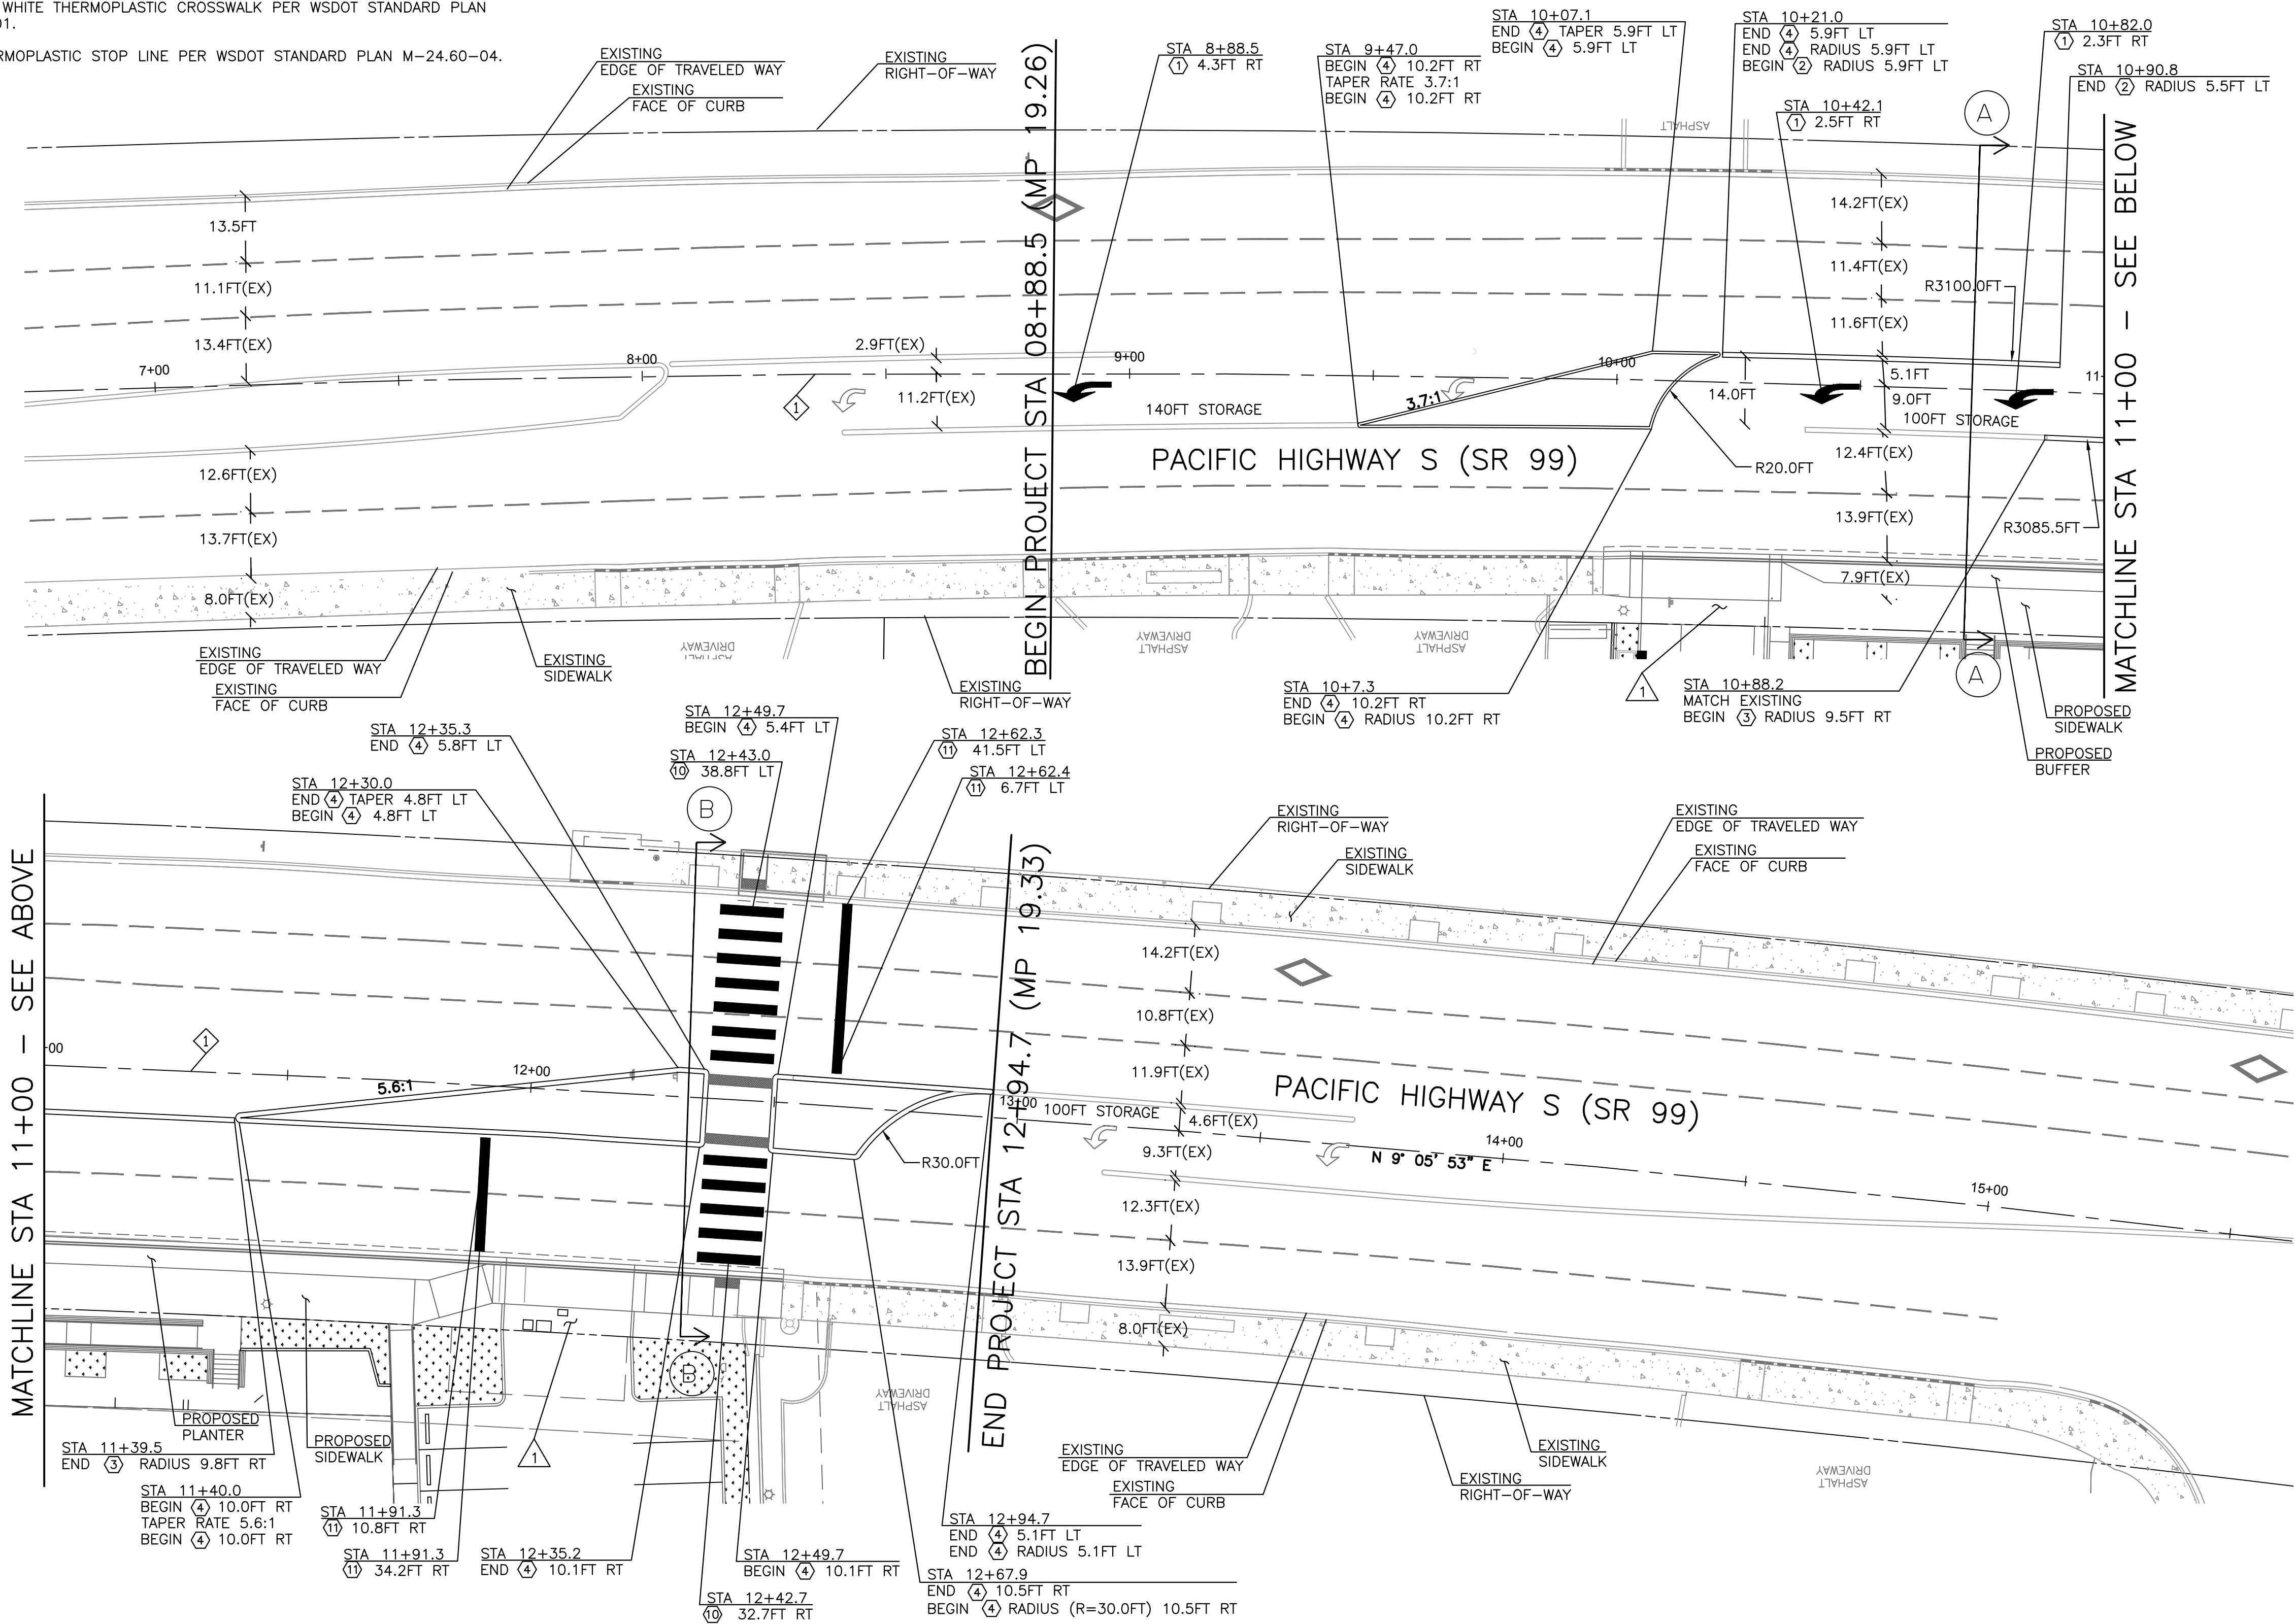 WHITE THERMOPLASTIC CROSSWALK PER WSDOT STANDARD PLAN
01.
RMOPLASTIC STOP LINE PER WSDOT STANDARD PLAN M-24.60-04.
EXISTING
EDGE OF TRAVELED WAY
EXISTING
FACE OF CURB
EXISTING
RIGHT-OF-WAY
BEGIN PROJECT STA 08+88.5 (MP 19.26)
STA 8+88.5
1 4.3FT RT
STA 9+47.0
BEGIN 4 10.2FT RT
TAPER RATE 3.7:1
BEGIN 4 10.2FT RT
STA 10+07.1
END 4 TAPER 5.9FT LT
BEGIN 4 5.9FT LT
STA 10+21.0
END 4 5.9FT LT
END 4 RADIUS 5.9FT LT
BEGIN 2 RADIUS 5.9FT LT
STA 10+42.1
1 2.5FT RT
STA 10+82.0
1 2.3FT RT
STA 10+90.8
END 2 RADIUS 5.5FT LT
A
ASPHALT
MATCHLINE STA 11+00 - SEE BELOW
13.5FT
11.1FT(EX)
13.4FT(EX)
7+00
8+00
2.9FT(EX)
9+00
10+00
11+
1
11.2FT(EX)
140FT STORAGE
3.7:1
14.0FT
14.2FT(EX)
11.4FT(EX)
R3100.0FT
11.6FT(EX)
5.1FT
9.0FT
100FT STORAGE
12.4FT(EX)
R20.0FT
13.9FT(EX)
R3085.5FT
7.9FT(EX)
PACIFIC HIGHWAY S (SR 99)
12.6FT(EX)
13.7FT(EX)
8.0FT(EX)
EXISTING
EDGE OF TRAVELED WAY
EXISTING
FACE OF CURB
EXISTING
SIDEWALK
ASPHALT
DRIVEWAY
EXISTING
RIGHT-OF-WAY
ASPHALT
DRIVEWAY
ASPHALT
DRIVEWAY
STA 10+7.3
END 4 10.2FT RT
BEGIN 4 RADIUS 10.2FT RT
1
STA 10+88.2
MATCH EXISTING
BEGIN 3 RADIUS 9.5FT RT
A
PROPOSED
SIDEWALK
PROPOSED
BUFFER
MATCHLINE STA 11+00 - SEE ABOVE
STA 12+35.3
END 4 5.8FT LT
STA 12+30.0
END 4 TAPER 4.8FT LT
BEGIN 4 4.8FT LT
STA 12+49.7
BEGIN 4 5.4FT LT
STA 12+43.0
10 38.8FT LT
B
STA 12+62.3
11 41.5FT LT
STA 12+62.4
11 6.7FT LT
EXISTING
RIGHT-OF-WAY
EXISTING
SIDEWALK
EXISTING
EDGE OF TRAVELED WAY
EXISTING
FACE OF CURB
END PROJECT STA 12+94.7 (MP 19.33)
+00
1
5.6:1
12+00
13+00
100FT STORAGE
R30.0FT
14.2FT(EX)
10.8FT(EX)
11.9FT(EX)
4.6FT(EX)
9.3FT(EX)
12.3FT(EX)
13.9FT(EX)
8.0FT(EX)
PACIFIC HIGHWAY S (SR 99)
14+00
N 9° 05' 53" E
15+00
B
ASPHALT
DRIVEWAY
PROPOSED
PLANTER
PROPOSED
SIDEWALK
1
STA 11+39.5
END 3 RADIUS 9.8FT RT
STA 11+40.0
BEGIN 4 10.0FT RT
TAPER RATE 5.6:1
BEGIN 4 10.0FT RT
STA 11+91.3
11 10.8FT RT
STA 11+91.3
11 34.2FT RT
STA 12+35.2
END 4 10.1FT RT
STA 12+42.7
10 32.7FT RT
STA 12+49.7
BEGIN 4 10.1FT RT
STA 12+94.7
END 4 5.1FT LT
END 4 RADIUS 5.1FT LT
STA 12+67.9
END 4 10.5FT RT
BEGIN 4 RADIUS (R=30.0FT) 10.5FT RT
EXISTING
EDGE OF TRAVELED WAY
EXISTING
FACE OF CURB
EXISTING
SIDEWALK
EXISTING
RIGHT-OF-WAY
ASPHALT
DRIVEWAY